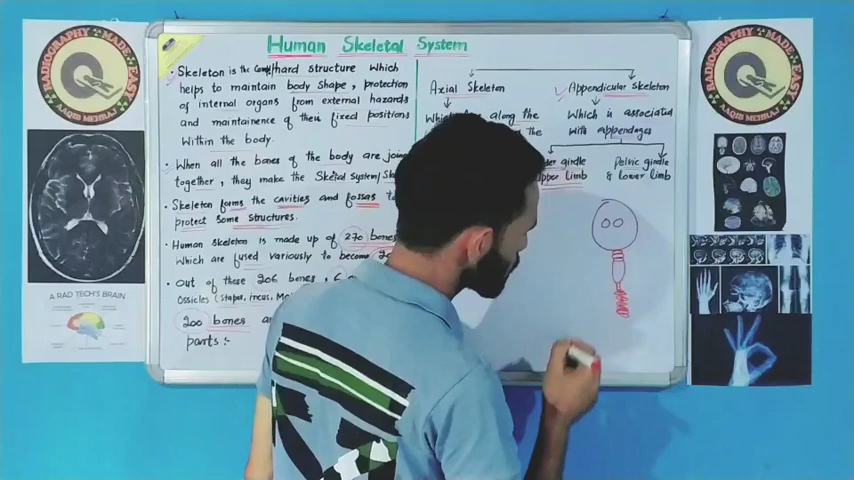 Human Skeletal System
Skeleton is the hard structure which
helps to maintain body shape, protection
of internal organs from external hazards
and maintainence of their fixed positions
within the body.
When all the bones of the body are join
together, they make the Skeletal system/
Skeleton forms the cavities and fossas
protect some structures.
Human skeleton is made up of 270 bones
which are fused variously to become
Out of these 206 bones, 6
Ossicles (stapes, incus,
200 bones
parts :-
Axial Skeleton
along the
the
Appendicular Skeleton
Which is associated
with appendages
girdle
upper limb
Pelvic girdle
& lower limb
RADIOGRAPHY MADE EASY
AAQIB MEHRAJ
A RAD TECH'S BRAIN
RADIOGRAPHY MADE EASY
AAQIB MEHRAJ